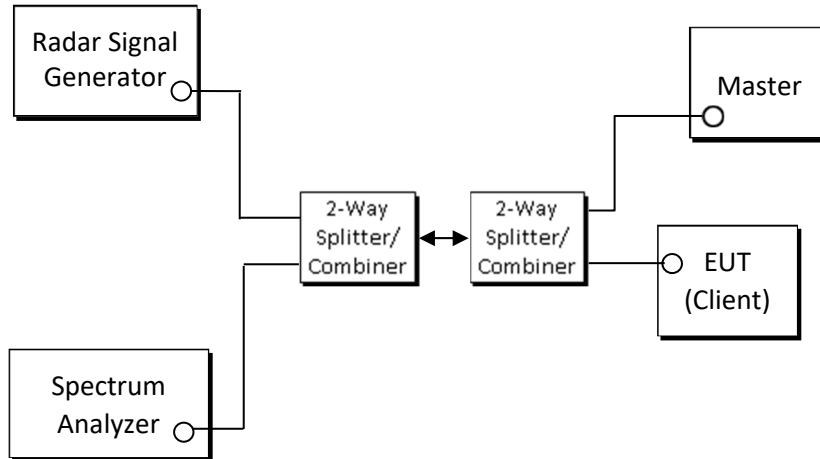 Radar Signal
Generator
Master
2-Way
Splitter/
Combiner
2-Way
Splitter/
Combiner
EUT
(Client)
Spectrum
Analyzer